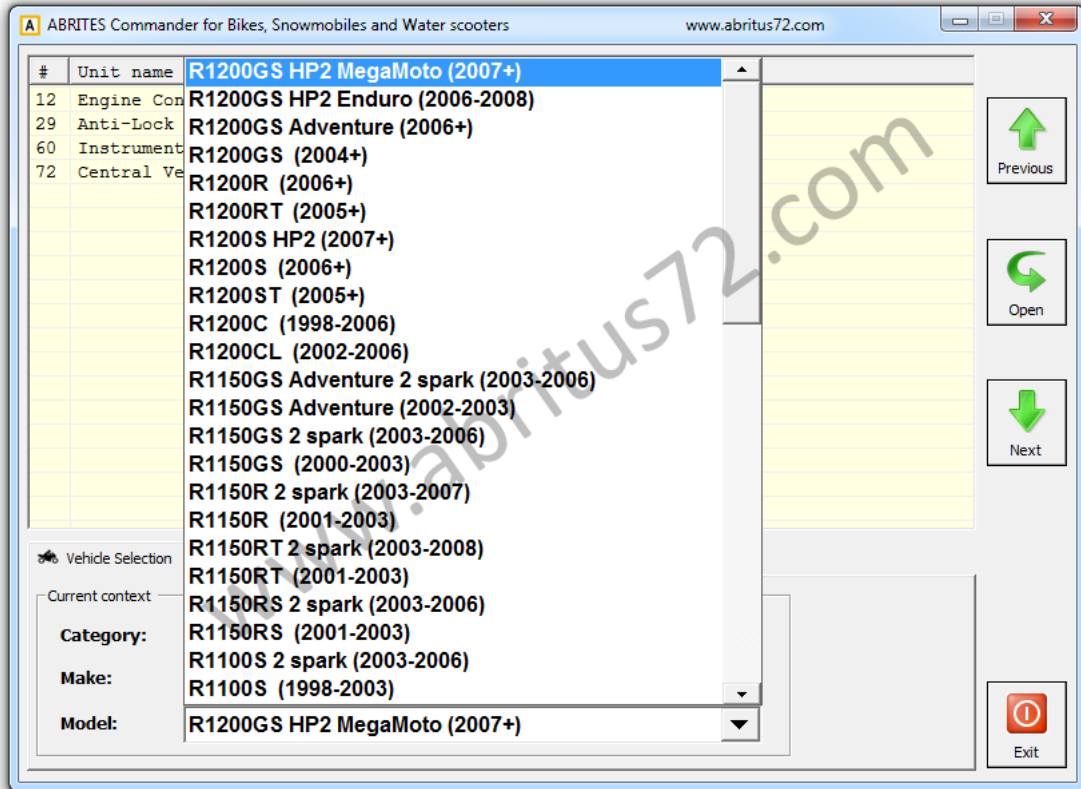 A ABRITES Commander for Bikes, Snowmobiles and Water scooters www.abritus72.com
# Unit name
12 Engine Con
29 Anti-Lock
60 Instrument
72 Central Ve
R1200GS HP2 MegaMoto (2007+)
R1200GS HP2 Enduro (2006-2008)
R1200GS Adventure (2006+)
R1200GS (2004+)
R1200R (2006+)
R1200RT (2005+)
R1200S HP2 (2007+)
R1200S (2006+)
R1200ST (2005+)
R1200C (1998-2006)
R1200CL (2002-2006)
R1150GS Adventure 2 spark (2003-2006)
R1150GS Adventure (2002-2003)
R1150GS 2 spark (2003-2006)
R1150GS (2000-2003)
R1150R 2 spark (2003-2007)
R1150R (2001-2003)
R1150RT 2 spark (2003-2008)
R1150RT (2001-2003)
R1150RS 2 spark (2003-2006)
R1150RS (2001-2003)
R1100S 2 spark (2003-2006)
R1100S (1998-2003)
Vehicle Selection
Current context
Category:
Make:
Model: R1200GS HP2 MegaMoto (2007+)
Previous
Open
Next
Exit
www.abritus72.com